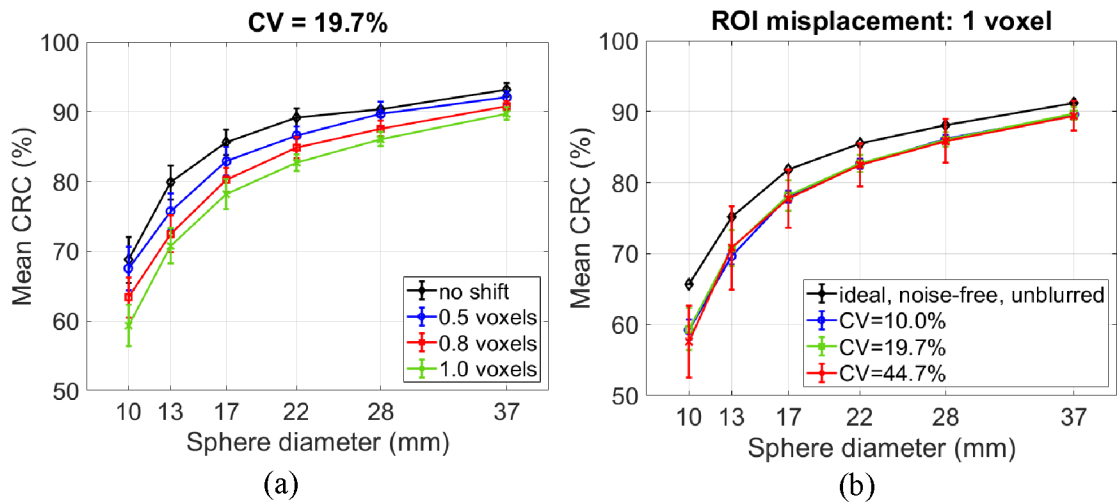 CV = 19.7%
100
90
80
70
60
50
Mean CRC (%)
10 13 17 22 28 37
Sphere diameter (mm)
no shift
0.5 voxels
0.8 voxels
1.0 voxels
(a)
ROI misplacement: 1 voxel
100
90
80
70
60
50
Mean CRC (%)
10 13 17 22 28 37
Sphere diameter (mm)
ideal, noise-free, unblurred
CV=10.0%
CV=19.7%
CV=44.7%
(b)